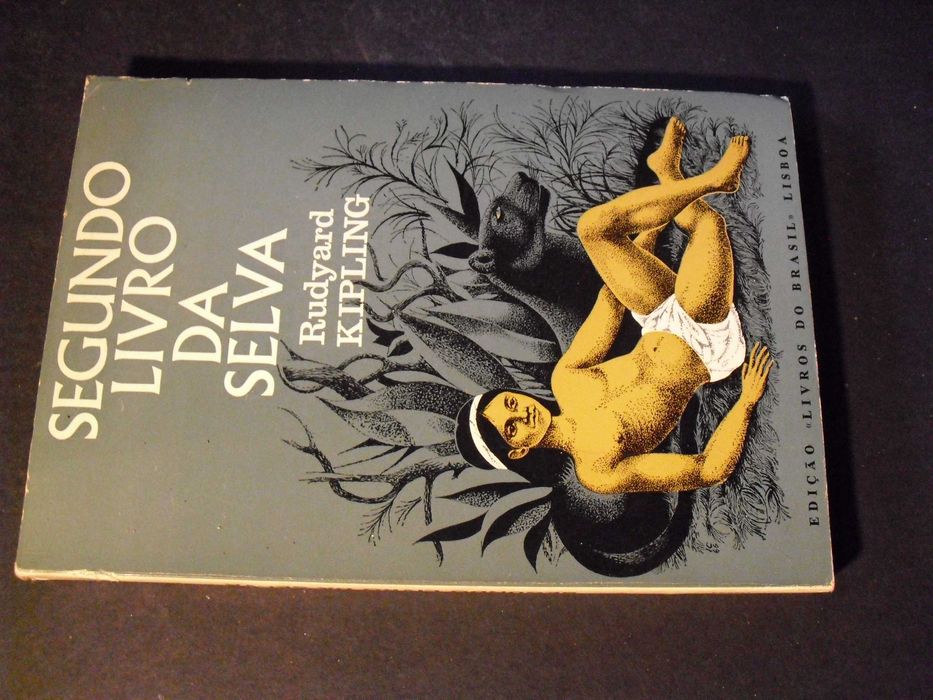 SEGUNDO
LIVRO
DA
SELVA
Rudyard
KIPLING
EDIÇÃO «LIVROS DO BRASIL» LISBOA